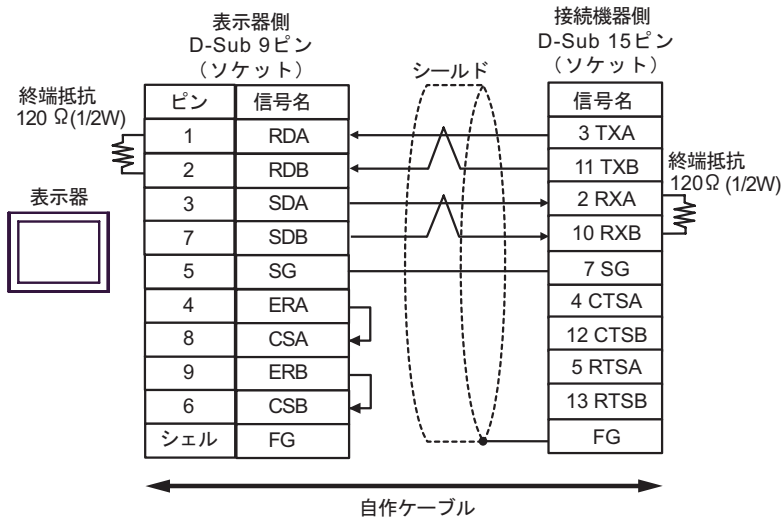 表示器側
D-Sub 9ピン
(ソケット)
接続機器側
D-Sub 15ピン
(ソケット)
シールド
終端抵抗
120 Ω(1/2W)
ピン 信号名
信号名
1 RDA
3 TXA
2 RDB
11 TXB
終端抵抗
120Ω (1/2W)
表示器
3 SDA
2 RXA
7 SDB
10 RXB
5 SG
7 SG
4 ERA
4 CTSA
8 CSA
12 CTSB
9 ERB
5 RTSA
6 CSB
13 RTSB
シェル FG
FG
自作ケーブル